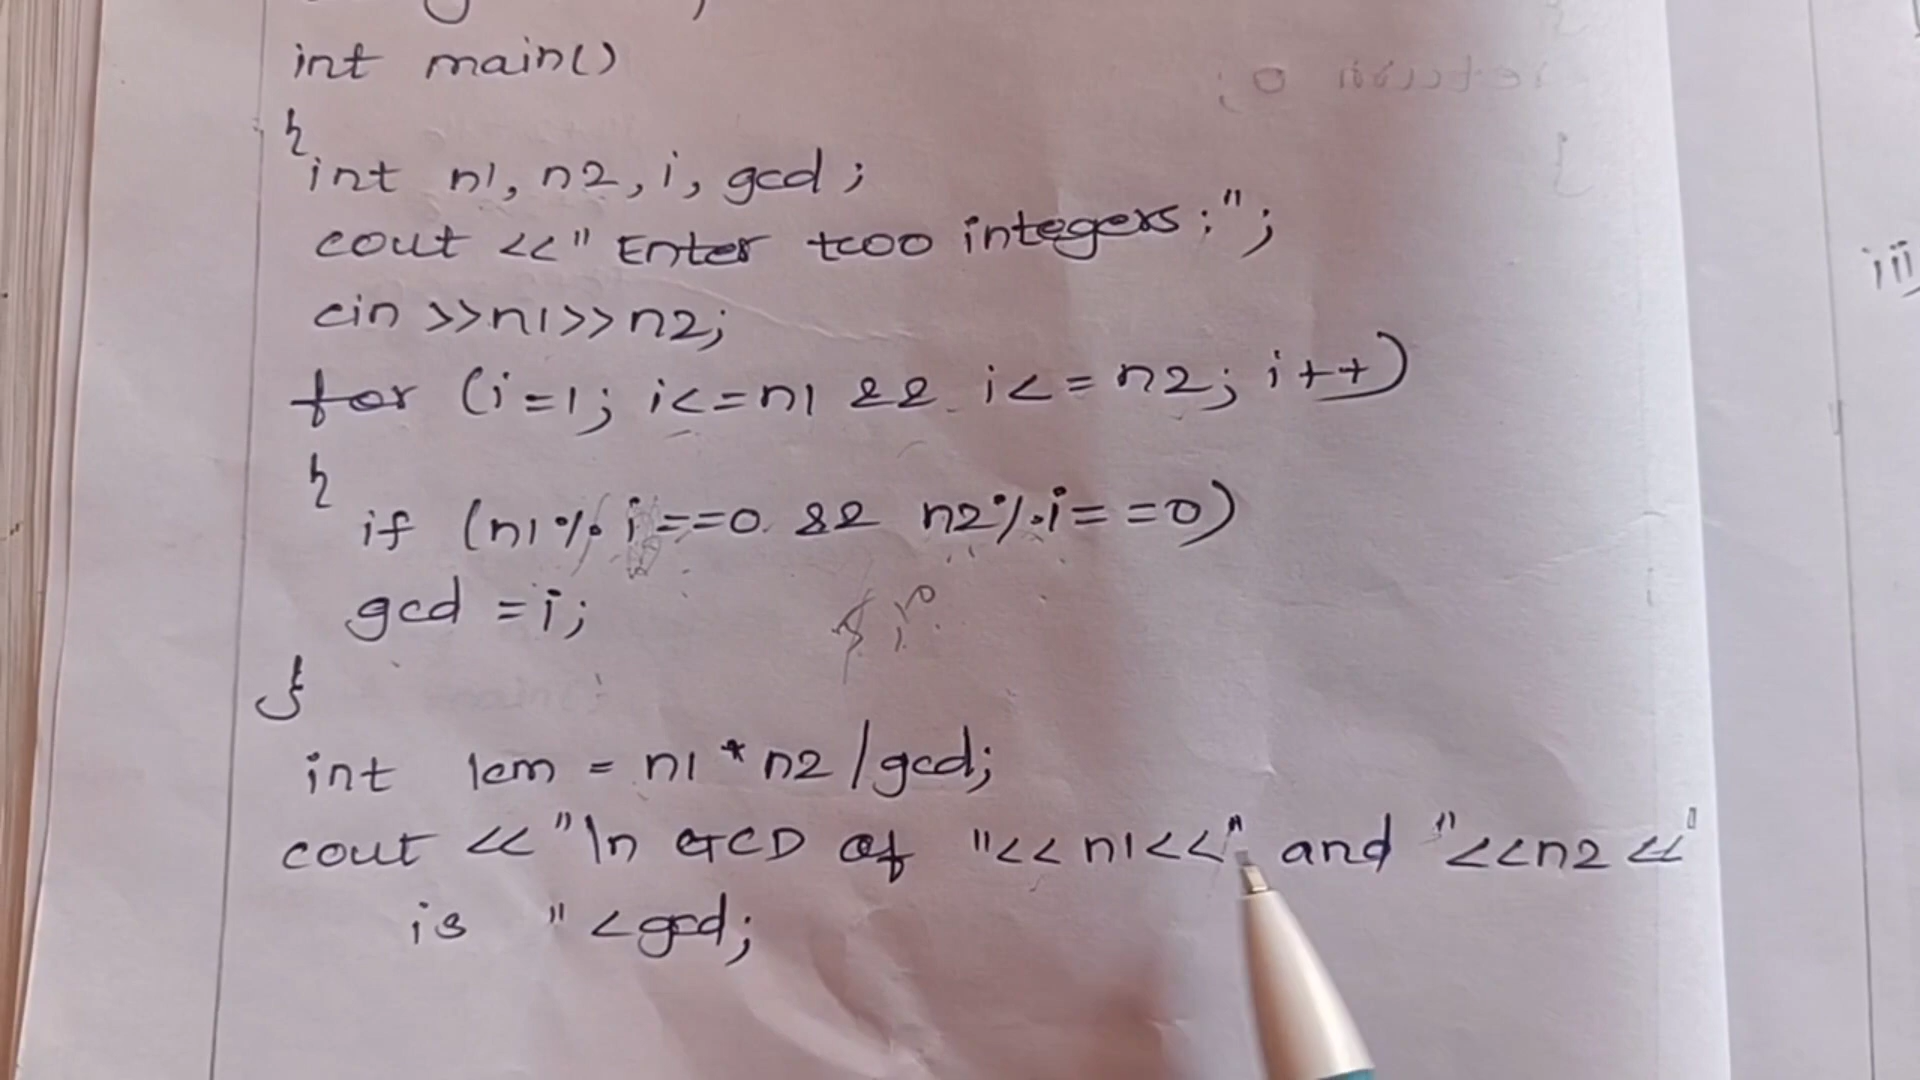 int main()
{
int n1, n2, i, gcd;
cout <<" Enter two integers:";
cin >>n1>>n2;
for (i=1; i<=n1 && i<=n2; i++)
{
if (n1%i==0 && n2%i==0)
gcd =i;
}
int lcm = n1*n2/gcd;
cout <<"\n GCD of "<<n1<<" and "<<n2<<"
is "<gcd;
iii)